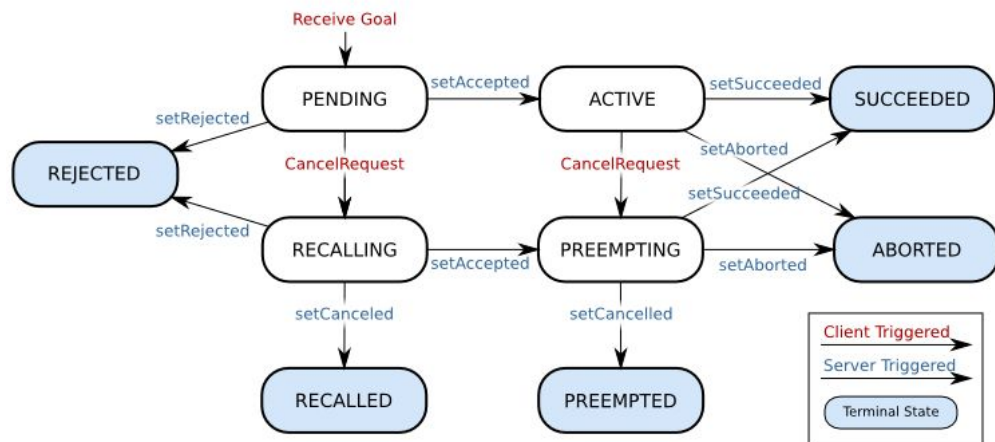 Receive Goal
PENDING
setAccepted
ACTIVE
setSucceeded
SUCCEEDED
setRejected
REJECTED
CancelRequest
CancelRequest
setAborted
setSucceeded
setRejected
RECALLING
setAccepted
PREEMPTING
setAborted
ABORTED
setCanceled
setCancelled
RECALLED
PREEMPTED
Client Triggered
Server Triggered
Terminal State